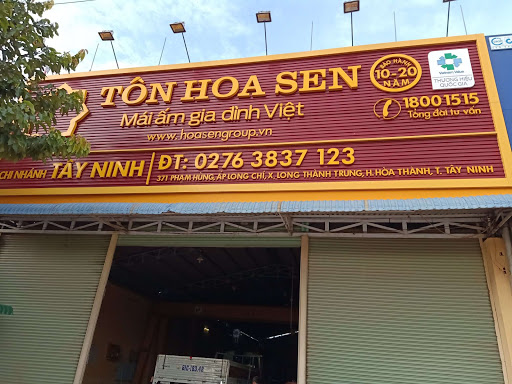 TÔN HOA SEN
Mái ấm gia đình Việt
www.hoasengroup.vn
BẢO HÀNH
10-20
NĂM
THƯƠNG HIỆU
QUỐC GIA
1800 1515
Tổng đài tư vấn
CHI NHÁNH TÂY NINH
ĐT: 0276 3837 123
371 PHẠM HÙNG, ẤP LONG CHÍ, X. LONG THÀNH TRUNG, H. HÒA THÀNH, T. TÂY NINH